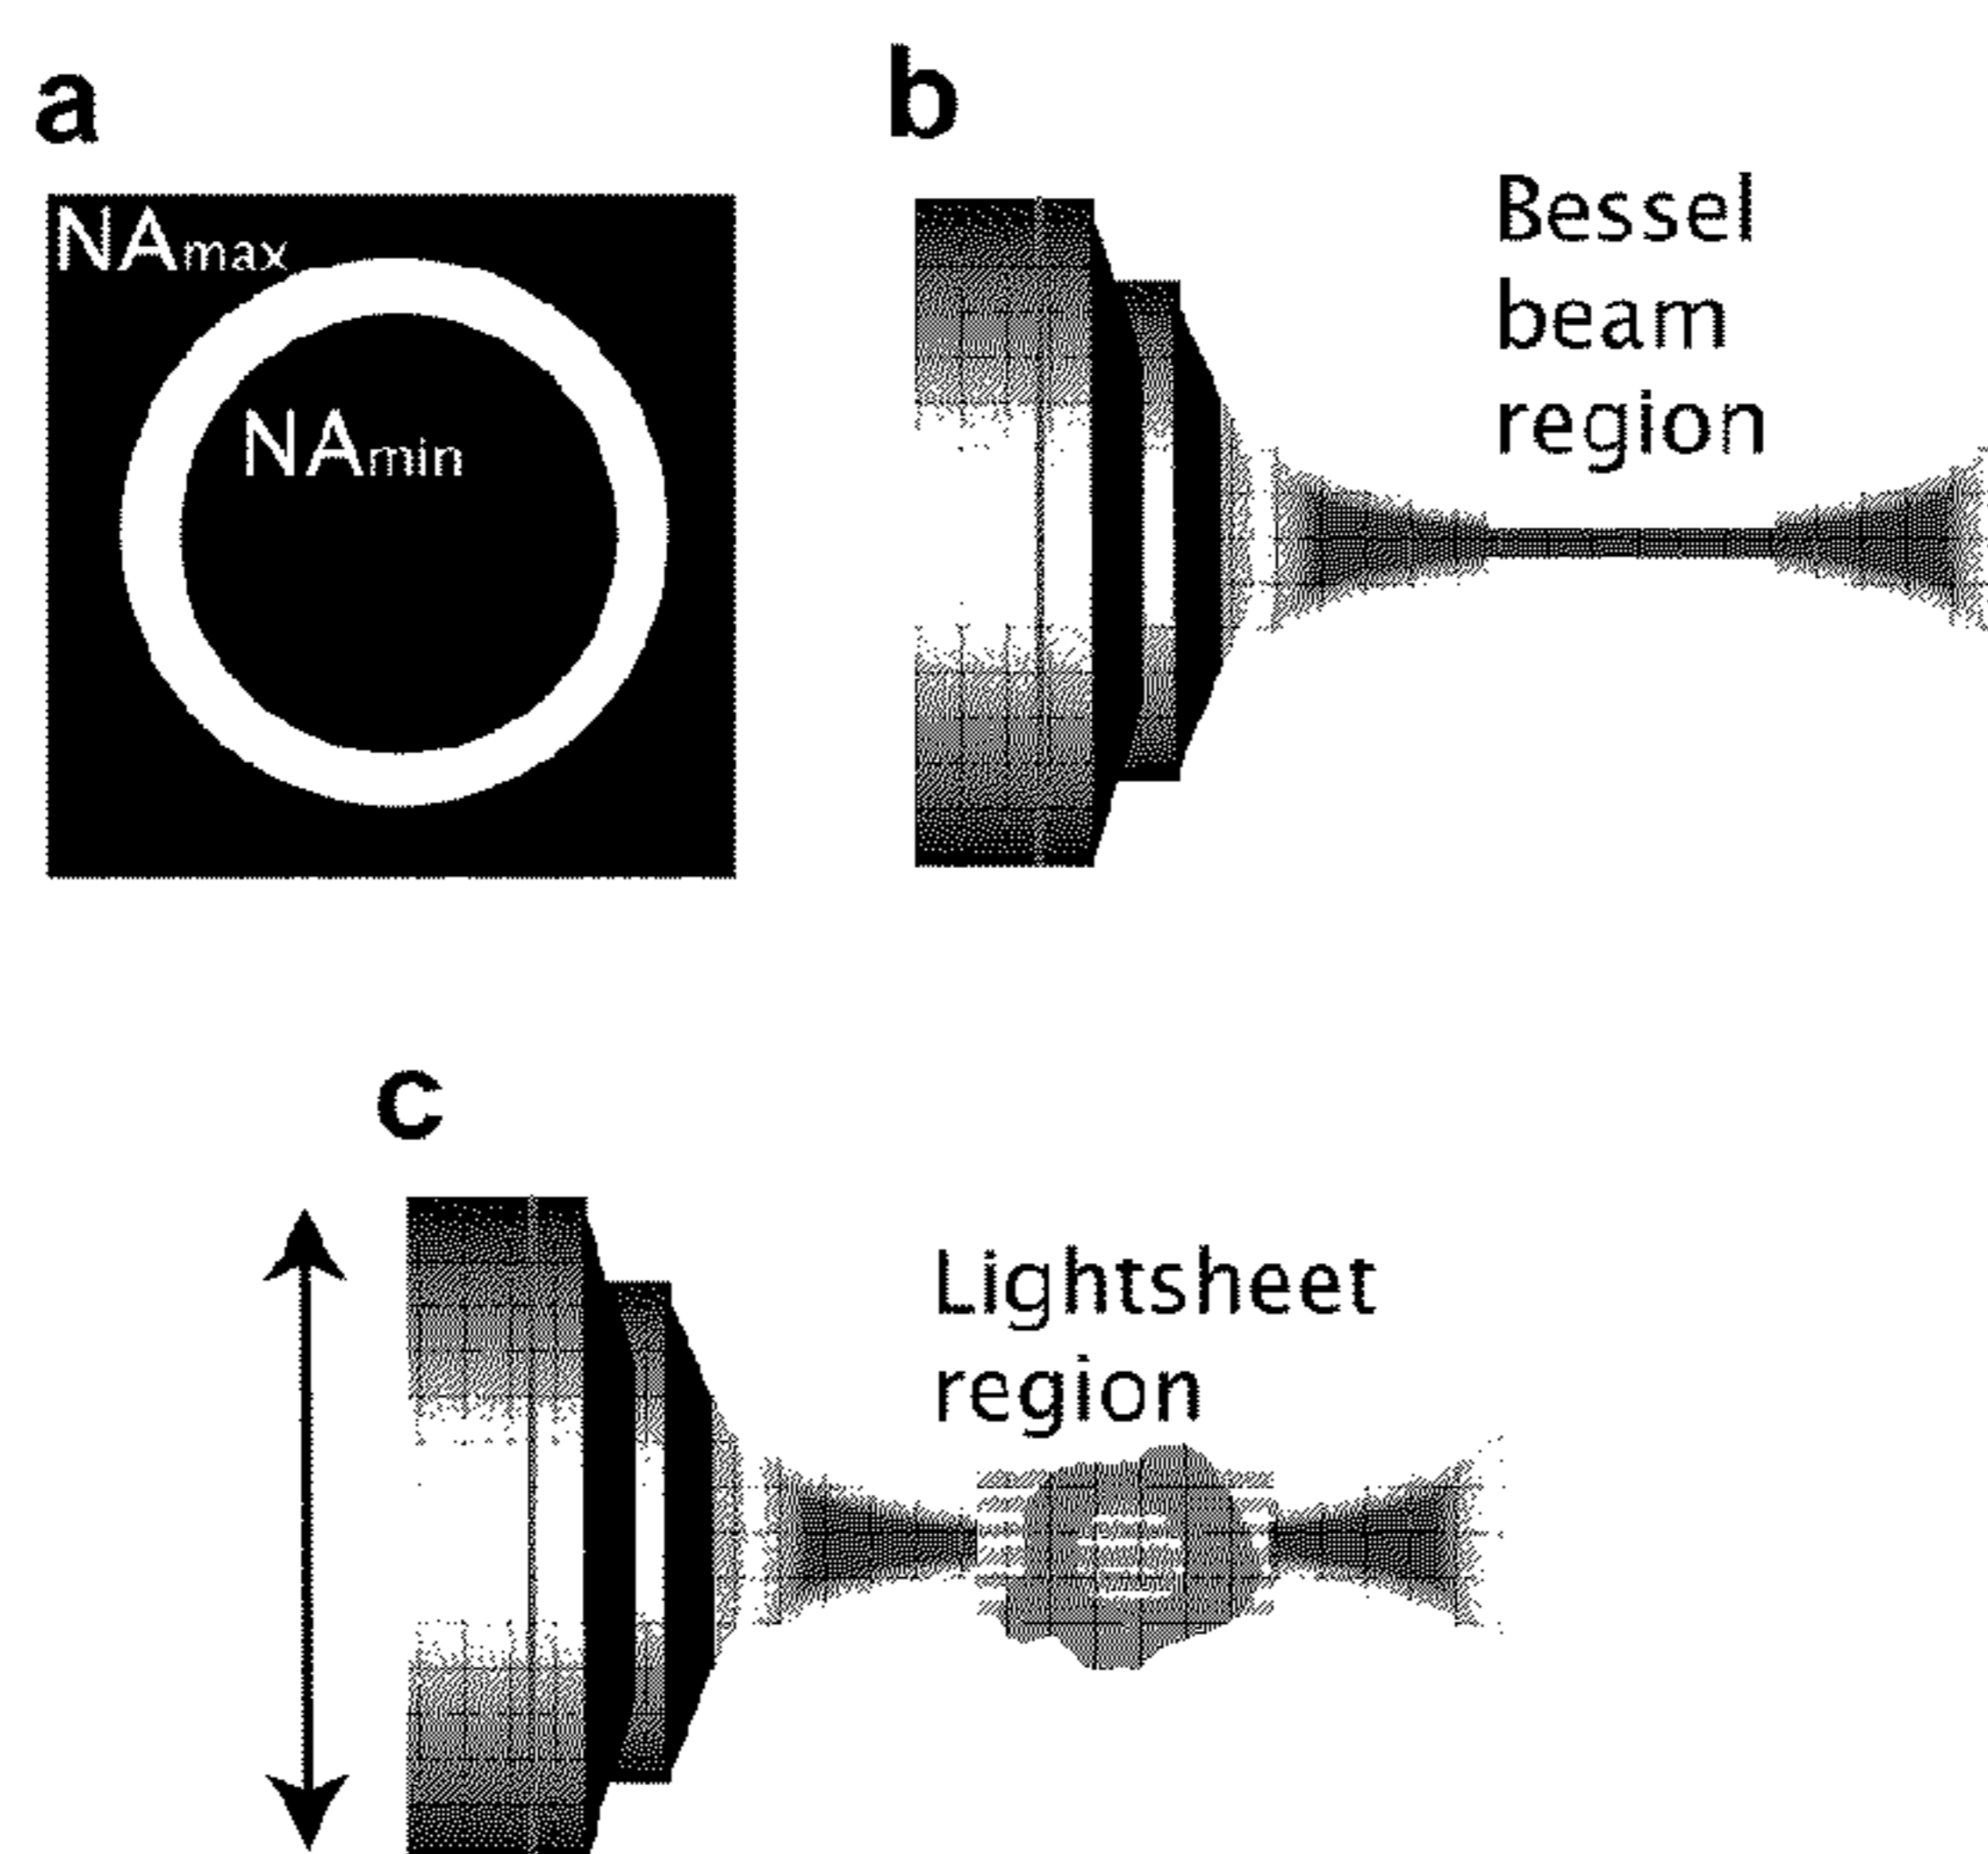 a
NAmax
NAmin
b
Bessel
beam
region
c
Lightsheet
region